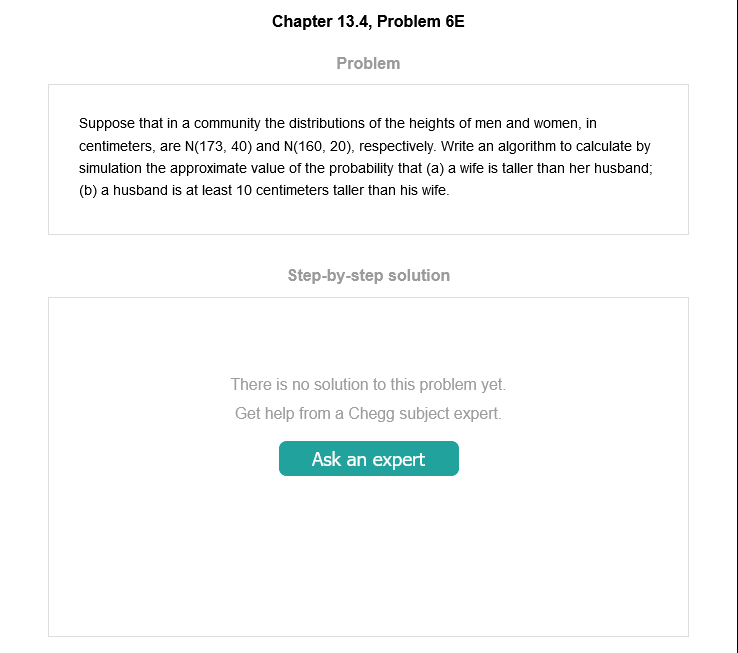 Chapter 13.4, Problem 6E
Problem
Suppose that in a community the distributions of the heights of men and women, in
centimeters, are N(173, 40) and N(160, 20), respectively. Write an algorithm to calculate by
simulation the approximate value of the probability that (a) a wife is taller than her husband;
(b) a husband is at least 10 centimeters taller than his wife.
Step-by-step solution
There is no solution to this problem yet.
Get help from a Chegg subject expert.
Ask an expert